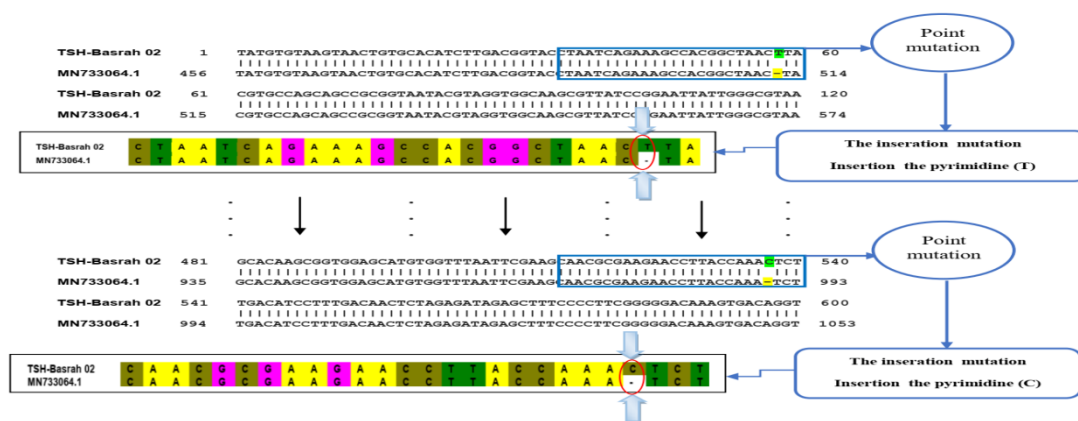 TSH-Basrah 02 1 TATGTGTAAGTAACTGTGCACATCTTGACGGTACCTAATCAGAAAGCCACGGCTAACTTA 60
MN733064.1 456 TATGTGTAAGTAACTGTGCACATCTTGACGGTACCTAATCAGAAAGCCACGGCTAAC-TA 514
TSH-Basrah 02 61 CGTGCCAGCAGCCGCGGTAATACGTAGGTGGCAAGCGTTATCCGGAATTATTGGGCGTAA 120
MN733064.1 515 CGTGCCAGCAGCCGCGGTAATACGTAGGTGGCAAGCGTTATCCGGAATTATTGGGCGTAA 574
Point
mutation
TSH-Basrah 02 C T A A T C A G A A A G C C A C G G C T A A C T T A
MN733064.1 C T A A T C A G A A A G C C A C G G C T A A C - T A
The inseration mutation
Insertion the pyrimidine (T)
TSH-Basrah 02 481 GCACAAGCGGTGGAGCATGTGGTTTAATTCGAAGCAACGCGAAGAACCTTACCAAACTCT 540
MN733064.1 935 GCACAAGCGGTGGAGCATGTGGTTTAATTCGAAGCAACGCGAAGAACCTTACCAAA-TCT 993
TSH-Basrah 02 541 TGACATCCTTTGACAACTCTAGAGATAGAGCTTTCCCCTTCGGGGGACAAAGTGACAGGT 600
MN733064.1 994 TGACATCCTTTGACAACTCTAGAGATAGAGCTTTCCCCTTCGGGGGACAAAGTGACAGGT 1053
Point
mutation
TSH-Basrah 02 C A A C G C G A A G A A C C T T A C C A A A C T C T
MN733064.1 C A A C G C G A A G A A C C T T A C C A A A - T C T
The inseration mutation
Insertion the pyrimidine (C)